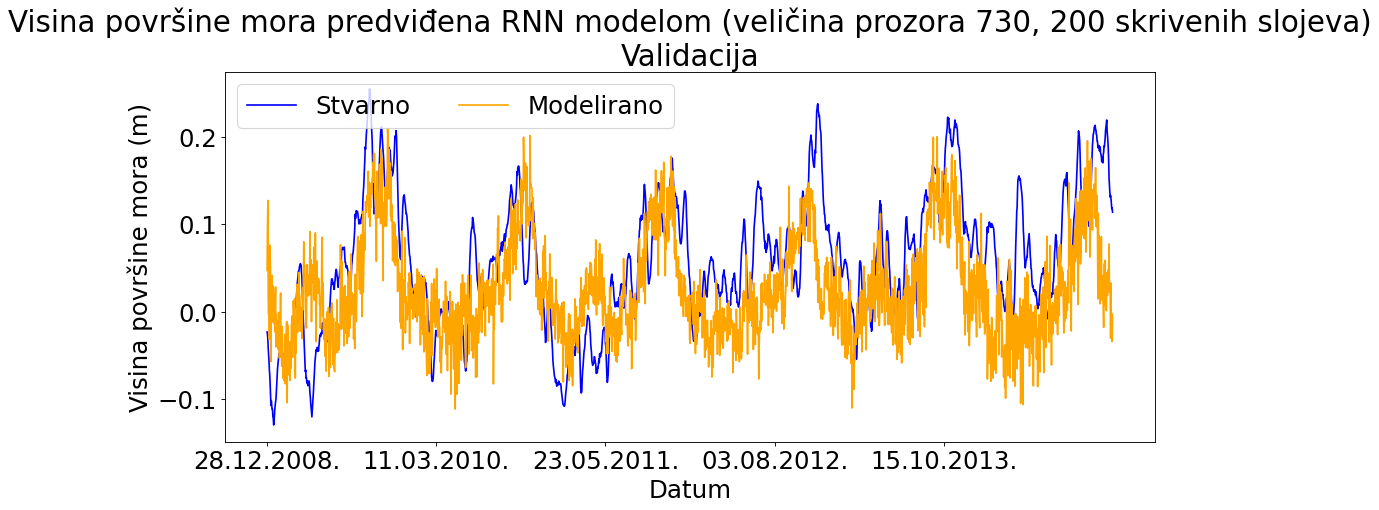 Visina površine mora predviđena RNN modelom (veličina prozora 730, 200 skrivenih slojeva)
Validacija
Stvarno
Modelirano
Visina površine mora (m)
0.2
0.1
0.0
−0.1
28.12.2008.
11.03.2010.
23.05.2011.
03.08.2012.
15.10.2013.
Datum